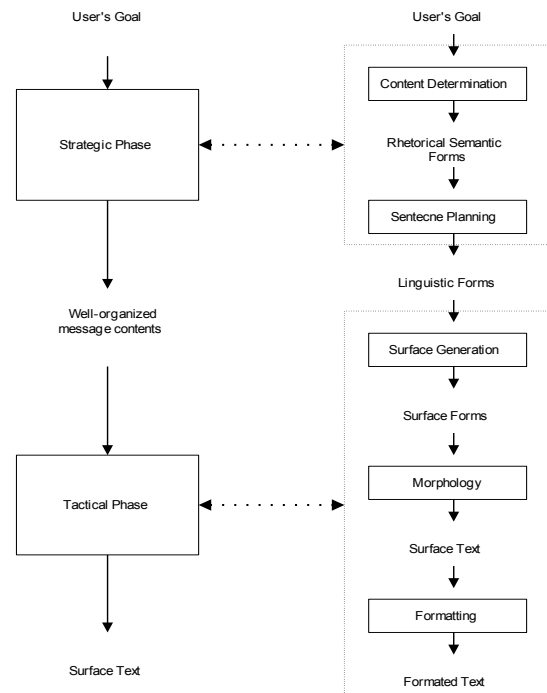 User's Goal
Strategic Phase
Well-organized
message contents
Tactical Phase
Surface Text
User's Goal
Content Determination
Rhetorical Semantic
Forms
Sentecne Planning
Linguistic Forms
Surface Generation
Surface Forms
Morphology
Surface Text
Formatting
Formated Text